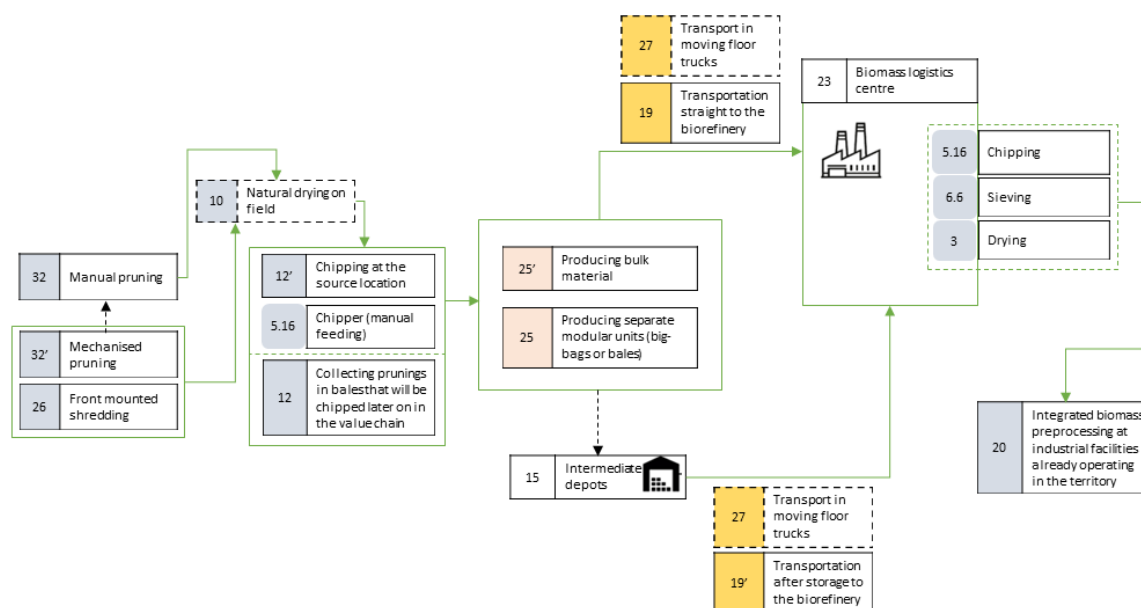 27
Transport in
moving floor
trucks
19
Transportation
straight to the
biorefinery
23
Biomass logistics
centre
5.16
Chipping
6.6
Sieving
3
Drying
10
Natural drying on
field
32
Manual pruning
32’
Mechanised
pruning
26
Front mounted
shredding
12’
Chipping at the
source location
5.16
Chipper (manual
feeding)
12
Collecting prunings
in bales that will be
chipped later on in
the value chain
25’
Producing bulk
material
25
Producing separate
modular units (big-
bags or bales)
15
Intermediate
depots
27
Transport in
moving floor
trucks
19’
Transportation
after storage to
the biorefinery
20
Integrated biomass
preprocessing at
industrial facilities
already operating
in the territory